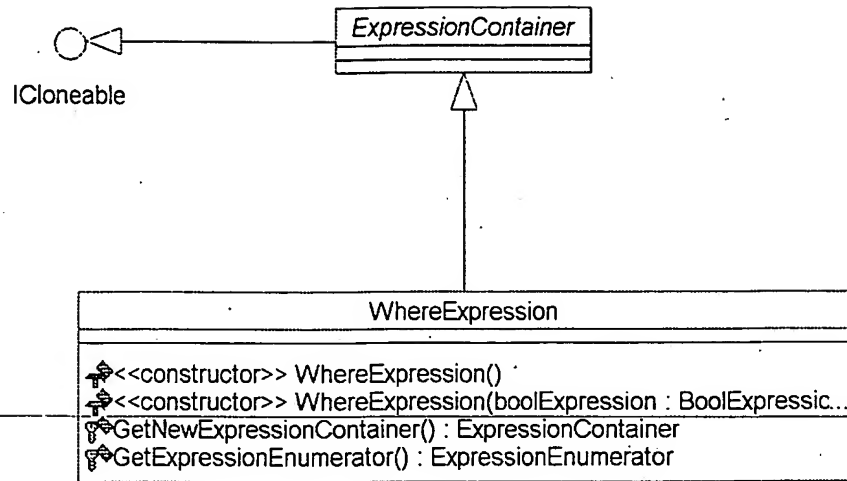 ExpressionContainer
ICloneable
WhereExpression
<<constructor>> WhereExpression()
<<constructor>> WhereExpression(boolExpression : BoolExpressic...
GetNewExpressionContainer() : ExpressionContainer
GetExpressionEnumerator() : ExpressionEnumerator